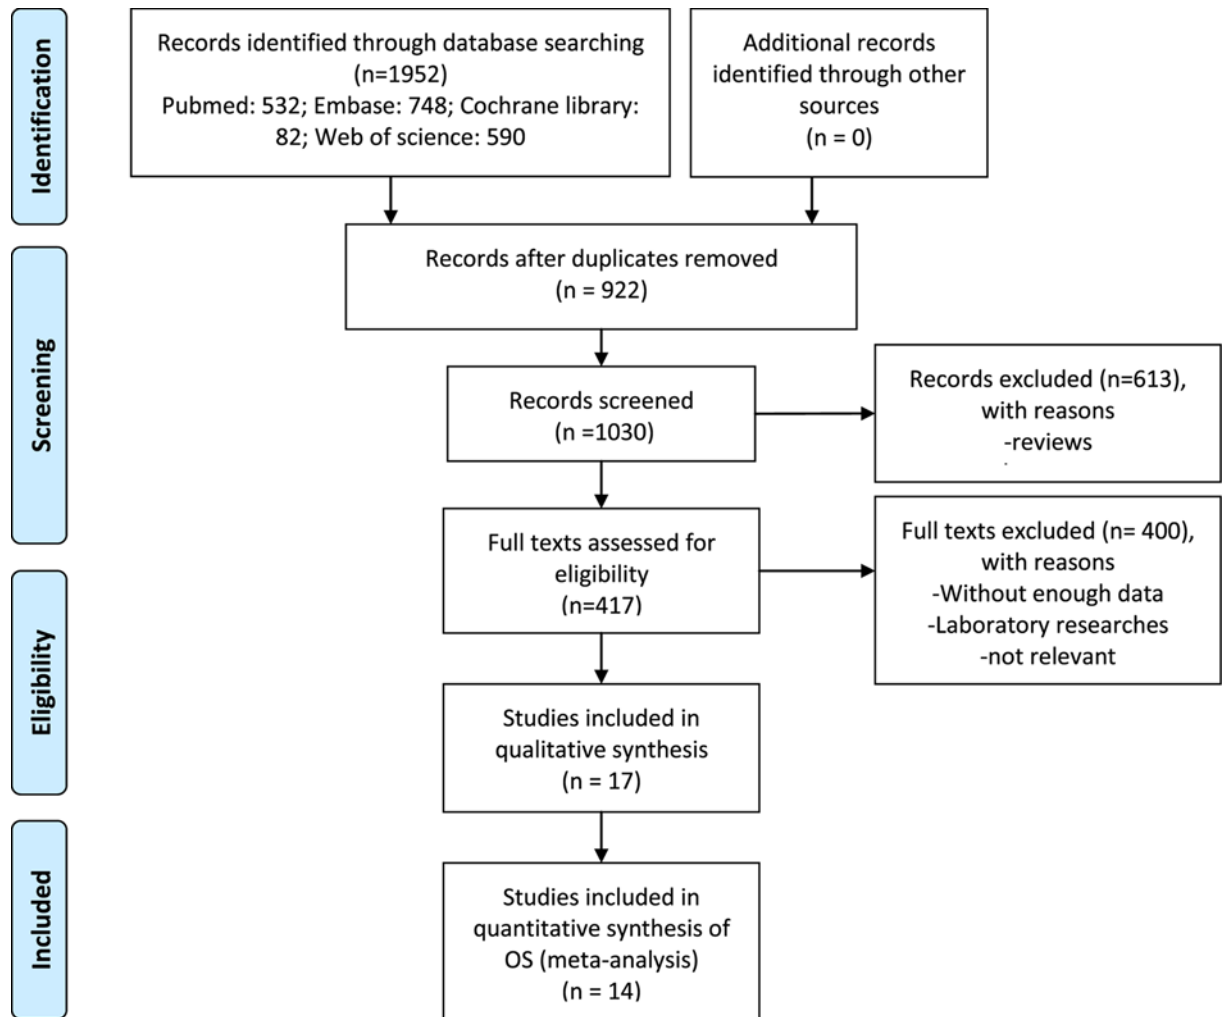 Identification
Records identified through database searching
(n=1952)
Pubmed: 532; Embase: 748; Cochrane library:
82; Web of science: 590
Additional records
identified through other
sources
(n = 0)
Screening
Records after duplicates removed
(n = 922)
Records screened
(n =1030)
Records excluded (n=613),
with reasons
-reviews
Full texts assessed for
eligibility
(n=417)
Full texts excluded (n= 400),
with reasons
-Without enough data
-Laboratory researches
-not relevant
Eligibility
Studies included in
qualitative synthesis
(n = 17)
Included
Studies included in
quantitative synthesis of
OS (meta-analysis)
(n = 14)